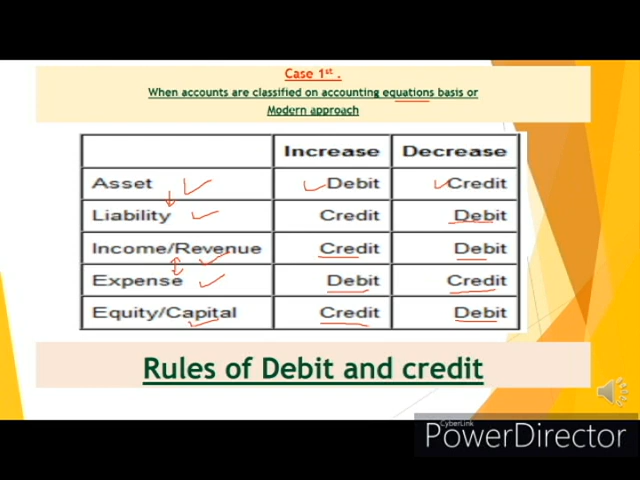 Case 1st .
When accounts are classified on accounting equations basis or
Modern approach
Increase Decrease
Asset Debit Credit
Liability Credit Debit
Income/Revenue Credit Debit
Expense Debit Credit
Equity/Capital Credit Debit
Rules of Debit and credit
CyberLink
PowerDirector